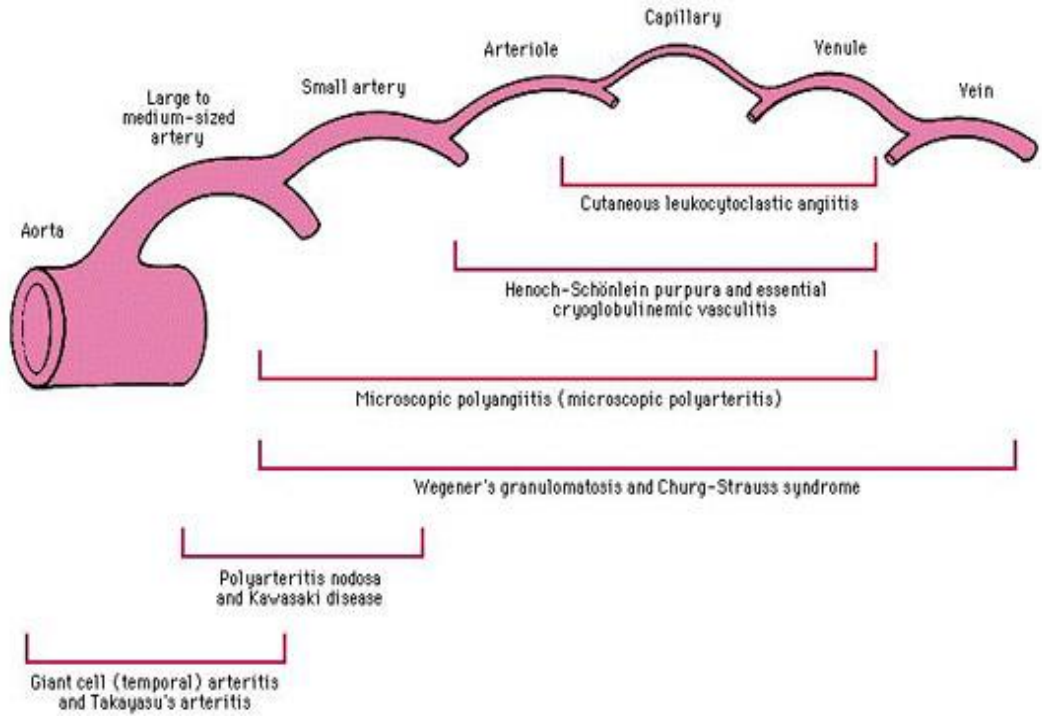 Capillary
Arteriole
Venule
Small artery
Vein
Large to
medium-sized
artery
Aorta
Cutaneous leukocytoclastic angiitis
Henoch-Schönlein purpura and essential
cryoglobulinemic vasculitis
Microscopic polyangiitis (microscopic polyarteritis)
Wegener's granulomatosis and Churg-Strauss syndrome
Polyarteritis nodosa
and Kawasaki disease
Giant cell (temporal) arteritis
and Takayasu's arteritis